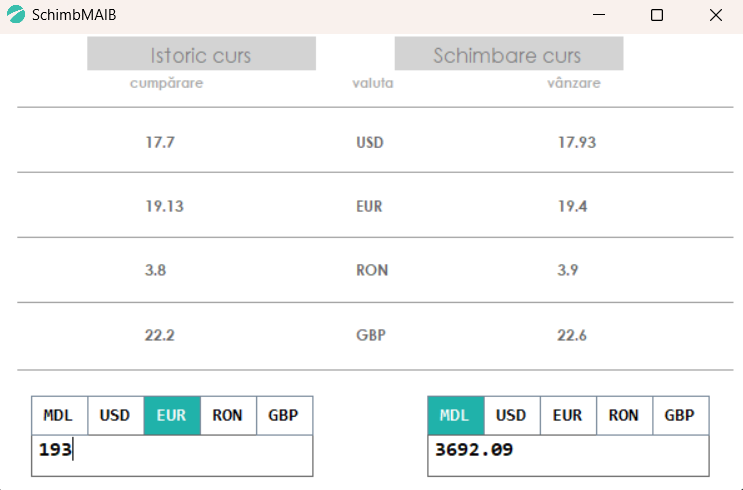 SchimbMAIB
Istoric curs Schimbare curs
cumpărare valuta vânzare
17.7 USD 17.93
19.13 EUR 19.4
3.8 RON 3.9
22.2 GBP 22.6
MDL USD EUR RON GBP MDL USD EUR RON GBP
193 3692.09